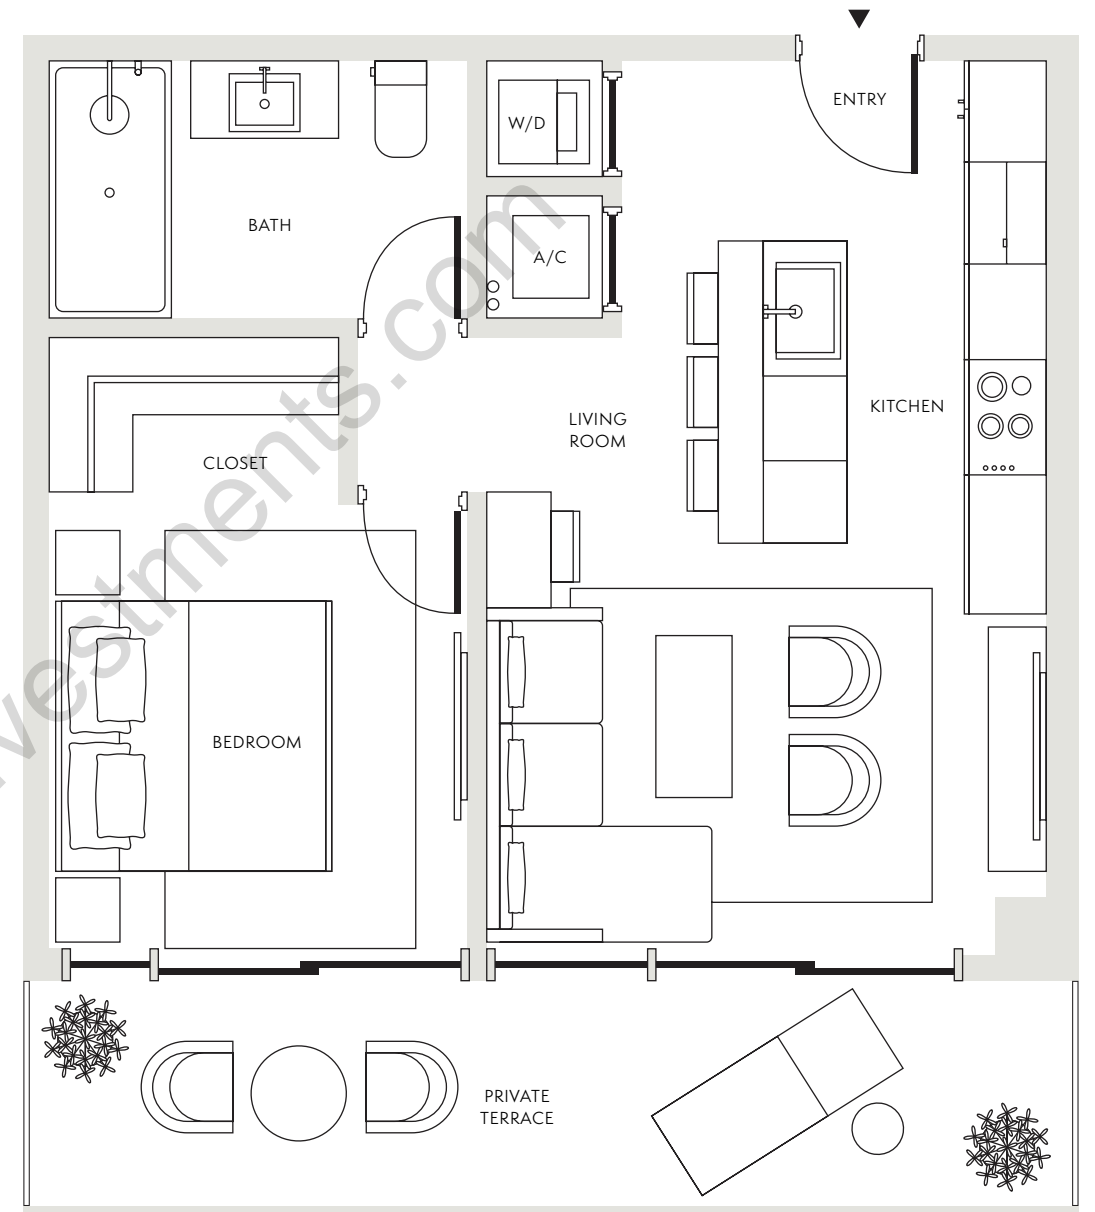 ENTRY
W/D
BATH
A/C
LIVING
ROOM
KITCHEN
CLOSET
BEDROOM
PRIVATE
TERRACE
vestments.com